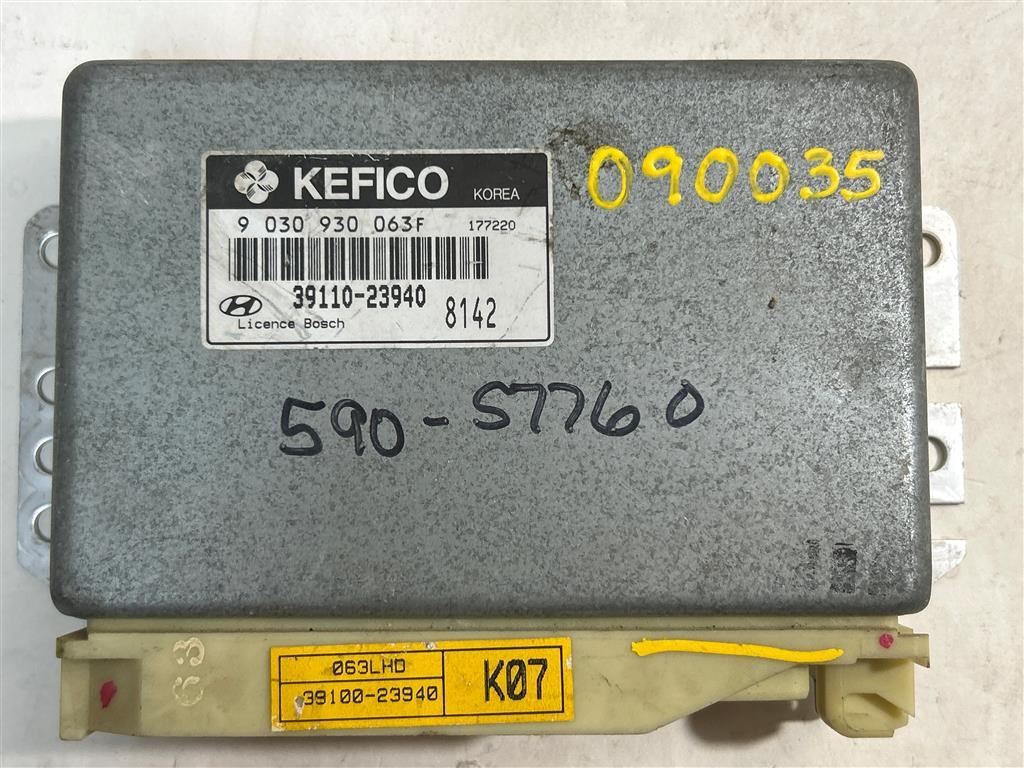 KEFICO KOREA
090035
9 030 930 063F 177220
39110-23940
Licence Bosch 8142
590-57760
63
063LHD
39100-23940
K07